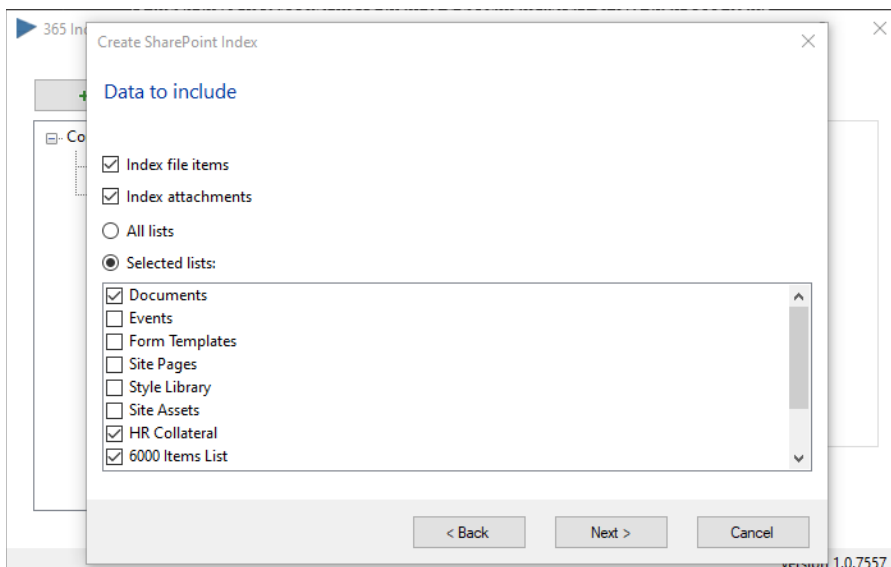 365 In
Create SharePoint Index
Data to include
Co
Index file items
Index attachments
All lists
Selected lists:
Documents
Events
Form Templates
Site Pages
Style Library
Site Assets
HR Collateral
6000 Items List
< Back
Next >
Cancel
version 1.0.7557